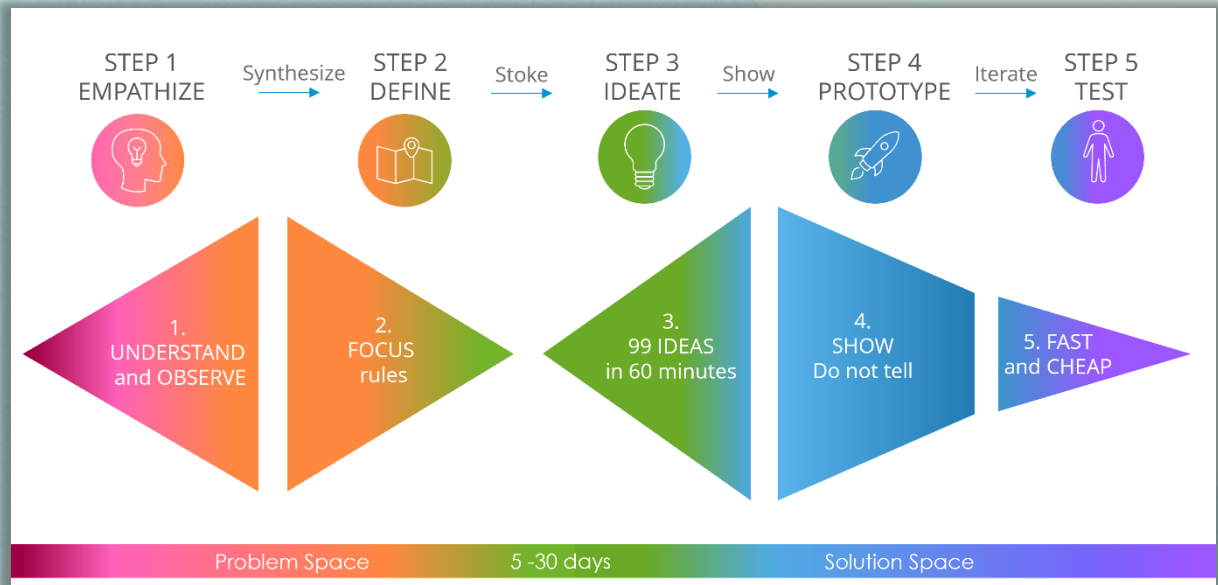 STEP 1
EMPATHIZE
Synthesize
STEP 2
DEFINE
Stoke
STEP 3
IDEATE
Show
STEP 4
PROTOTYPE
Iterate
STEP 5
TEST
1.
UNDERSTAND
and OBSERVE
2.
FOCUS
rules
3.
99 IDEAS
in 60 minutes
4.
SHOW
Do not tell
5. FAST
and CHEAP
Problem Space
5 -30 days
Solution Space